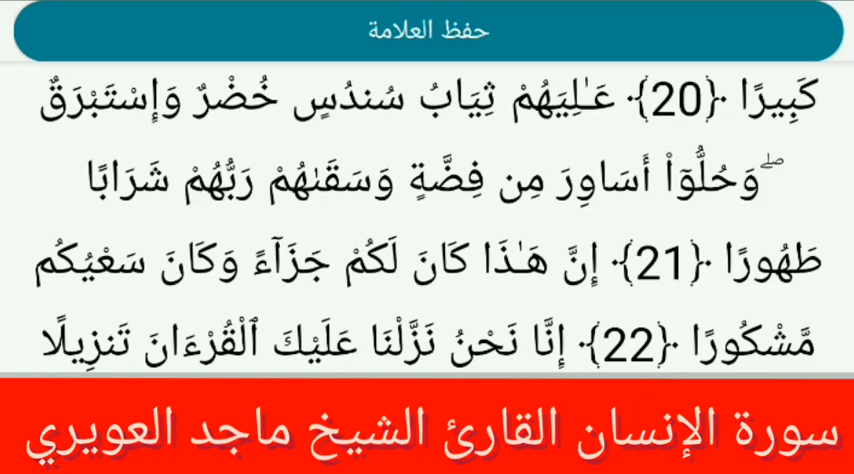 حفظ العلامة
كَبِيرًا ﴿20﴾ عَـٰلِيَهُمْ ثِيَابُ سُندُسٍ خُضْرٌ وَإِسْتَبْرَقٌ
ۖ وَحُلُّوٓا۟ أَسَاوِرَ مِن فِضَّةٍ وَسَقَىٰهُمْ رَبُّهُمْ شَرَابًا
طَهُورًا ﴿21﴾ إِنَّ هَـٰذَا كَانَ لَكُمْ جَزَآءً وَكَانَ سَعْيُكُم
مَّشْكُورًا ﴿22﴾ إِنَّا نَحْنُ نَزَّلْنَا عَلَيْكَ ٱلْقُرْءَانَ تَنزِيلًا
سورة الإنسان القارئ الشيخ ماجد العويري